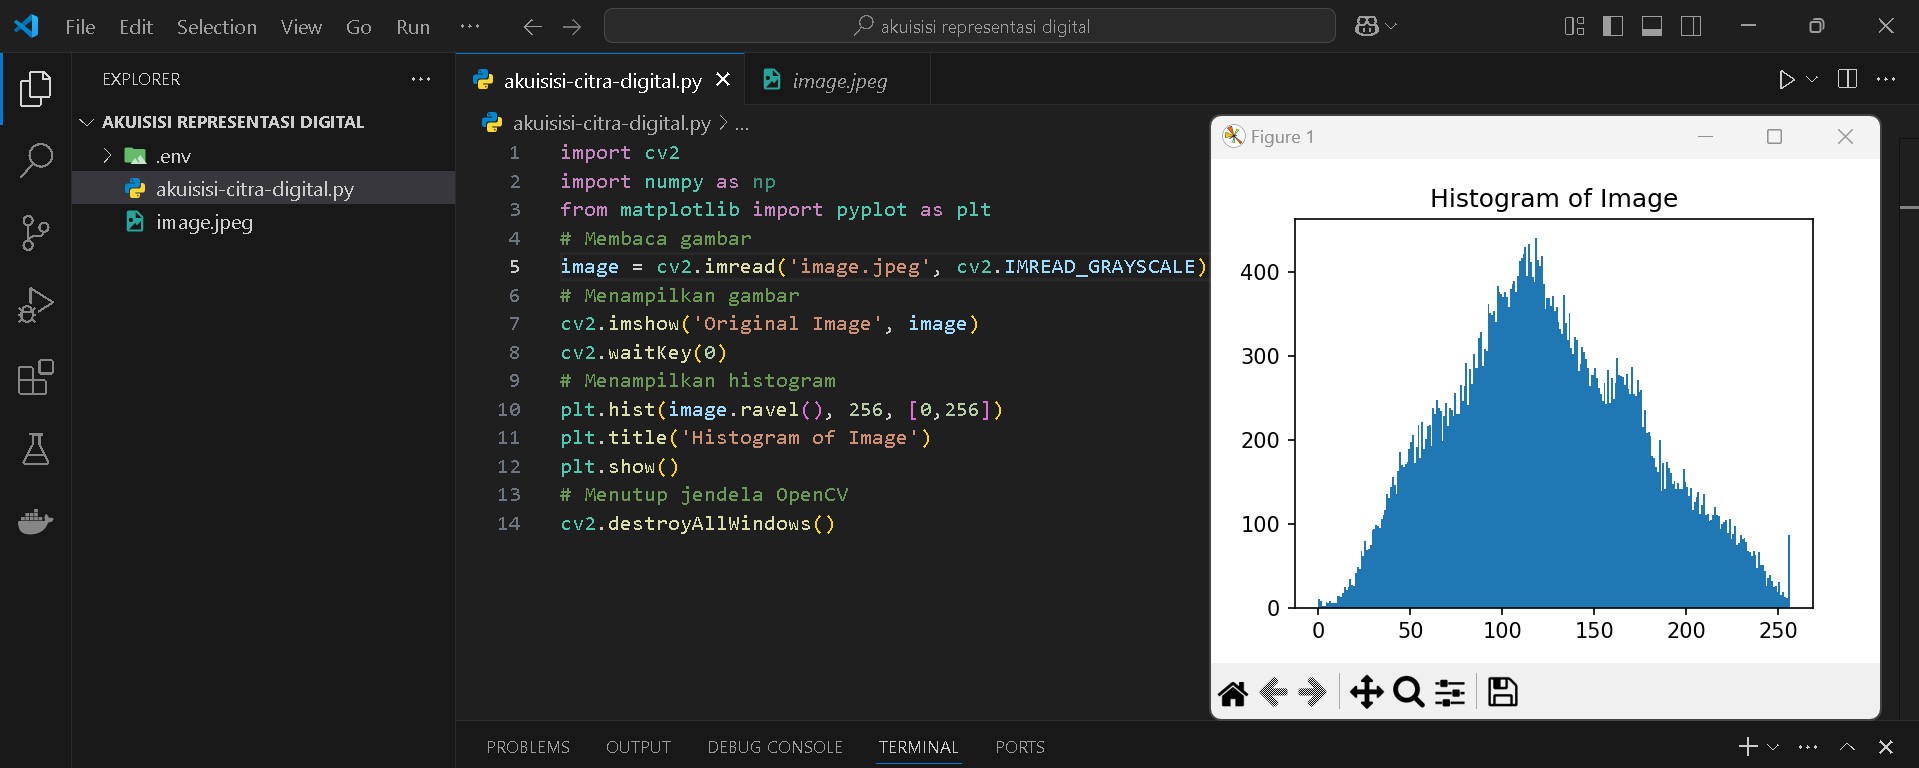 File Edit Selection View Go Run ··· akuisisi representasi digital
EXPLORER ···
AKUISISI REPRESENTASI DIGITAL
.env
akuisisi-citra-digital.py
image.jpeg
akuisisi-citra-digital.py image.jpeg
akuisisi-citra-digital.py > ...
1 import cv2
2 import numpy as np
3 from matplotlib import pyplot as plt
4 # Membaca gambar
5 image = cv2.imread('image.jpeg', cv2.IMREAD_GRAYSCALE)
6 # Menampilkan gambar
7 cv2.imshow('Original Image', image)
8 cv2.waitKey(0)
9 # Menampilkan histogram
10 plt.hist(image.ravel(), 256, [0,256])
11 plt.title('Histogram of Image')
12 plt.show()
13 # Menutup jendela OpenCV
14 cv2.destroyAllWindows()
Figure 1
Histogram of Image
400
300
200
100
0
0 50 100 150 200 250
PROBLEMS OUTPUT DEBUG CONSOLE TERMINAL PORTS